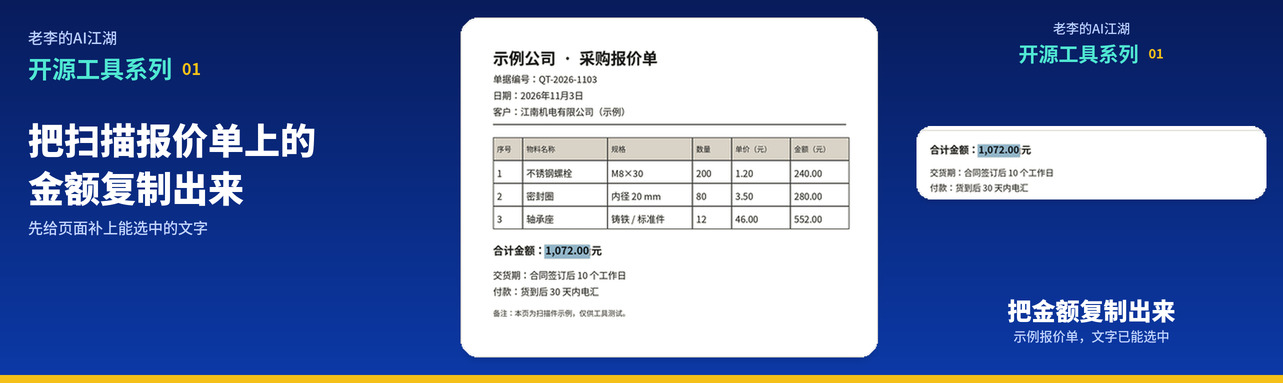 老李的AI江湖
开源工具系列 01
把扫描报价单上的
金额复制出来
先给页面补上能选中的文字
示例公司 · 采购报价单
单据编号：QT-2026-1103
日期：2026年11月3日
客户：江南机电有限公司（示例）
序号 物料名称 规格 数量 单价（元） 金额（元）
1 不锈钢螺栓 M8×30 200 1.20 240.00
2 密封圈 内径 20 mm 80 3.50 280.00
3 轴承座 铸铁 / 标准件 12 46.00 552.00
合计金额：1,072.00元
交货期：合同签订后 10 个工作日
付款：货到后 30 天内电汇
备注：本页为扫描件示例，仅供工具测试。
老李的AI江湖
开源工具系列 01
合计金额：1,072.00元
交货期：合同签订后 10 个工作日
付款：货到后 30 天内电汇
把金额复制出来
示例报价单，文字已能选中